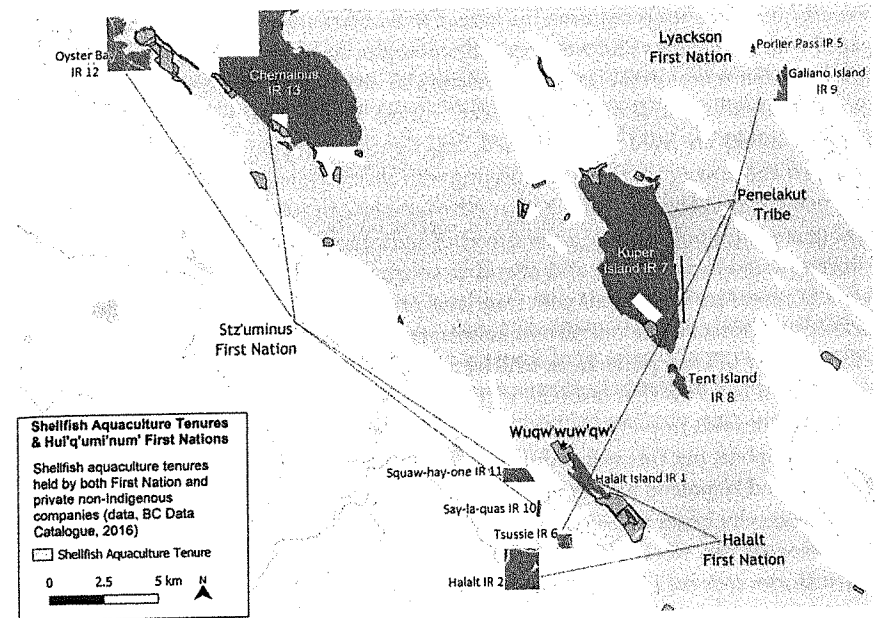 Oyster Bay
IR 12
Chemainus
IR 13
Lyackson
First Nation
Porlier Pass IR 5
Galiano Island
IR 9
Penelakut
Tribe
Kuper
Island IR 7
Stz'uminus
First Nation
Tent Island
IR 8
Wuqw'wuw'qw'
Squaw-hay-one IR 11
Halalt Island IR 1
Say-la-quas IR 10
Tsussie IR 6
Halalt IR 2
Halalt
First Nation
Shellfish Aquaculture Tenures
& Hul'q'umi'num' First Nations
Shellfish aquaculture tenures
held by both First Nation and
private non-indigenous
companies (data, BC Data
Catalogue, 2016)
Shellfish Aquaculture Tenure
0 2.5 5 km
N